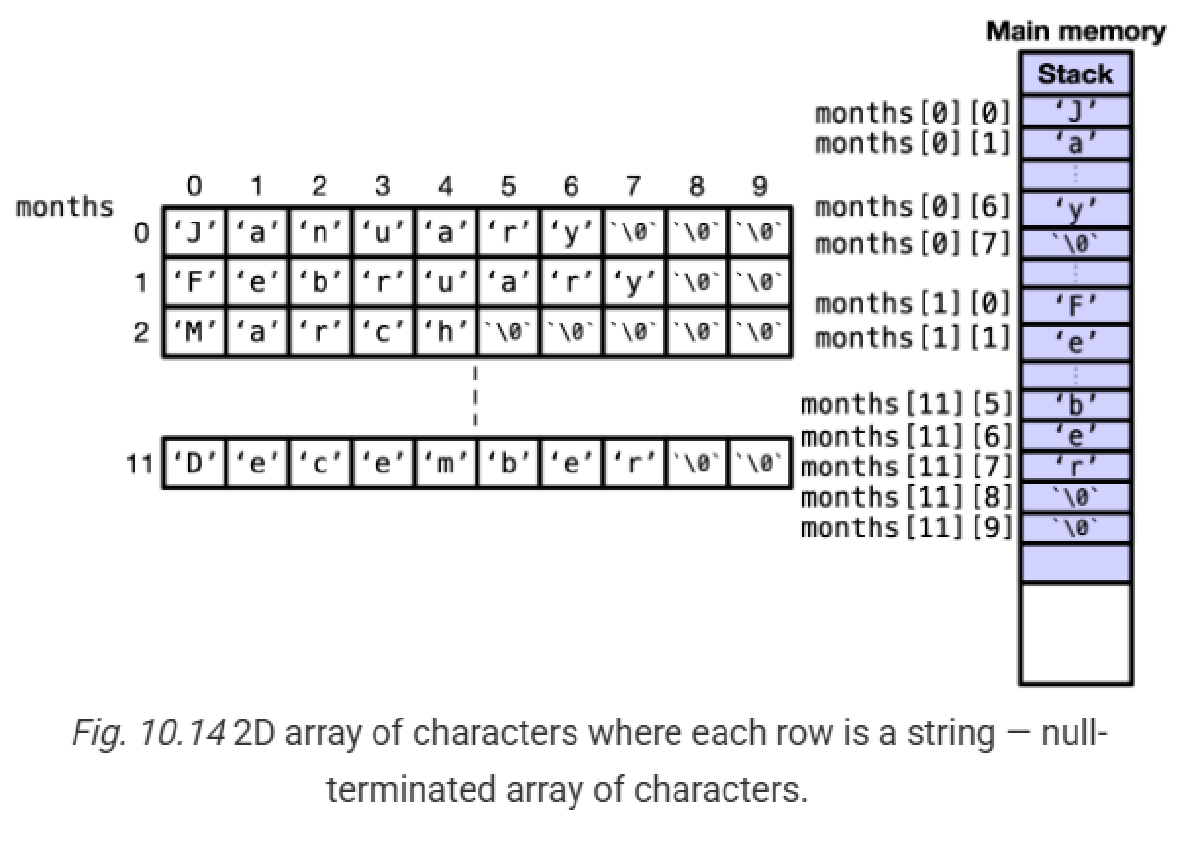 Main memory
Stack
months[0][0] ‘J’
months[0][1] ‘a’
months[0][6] ‘y’
months[0][7] `\0`
months[1][0] ‘F’
months[1][1] ‘e’
months[11][5] ‘b’
months[11][6] ‘e’
months[11][7] ‘r’
months[11][8] `\0`
months[11][9] `\0`
months
0 1 2 3 4 5 6 7 8 9
0 ‘J’ ‘a’ ‘n’ ‘u’ ‘a’ ‘r’ ‘y’ `\0` `\0` `\0`
1 ‘F’ ‘e’ ‘b’ ‘r’ ‘u’ ‘a’ ‘r’ ‘y’ `\0` `\0`
2 ‘M’ ‘a’ ‘r’ ‘c’ ‘h’ `\0` `\0` `\0` `\0` `\0`
11 ‘D’ ‘e’ ‘c’ ‘e’ ‘m’ ‘b’ ‘e’ ‘r’ `\0` `\0`
Fig. 10.14 2D array of characters where each row is a string — null-
terminated array of characters.